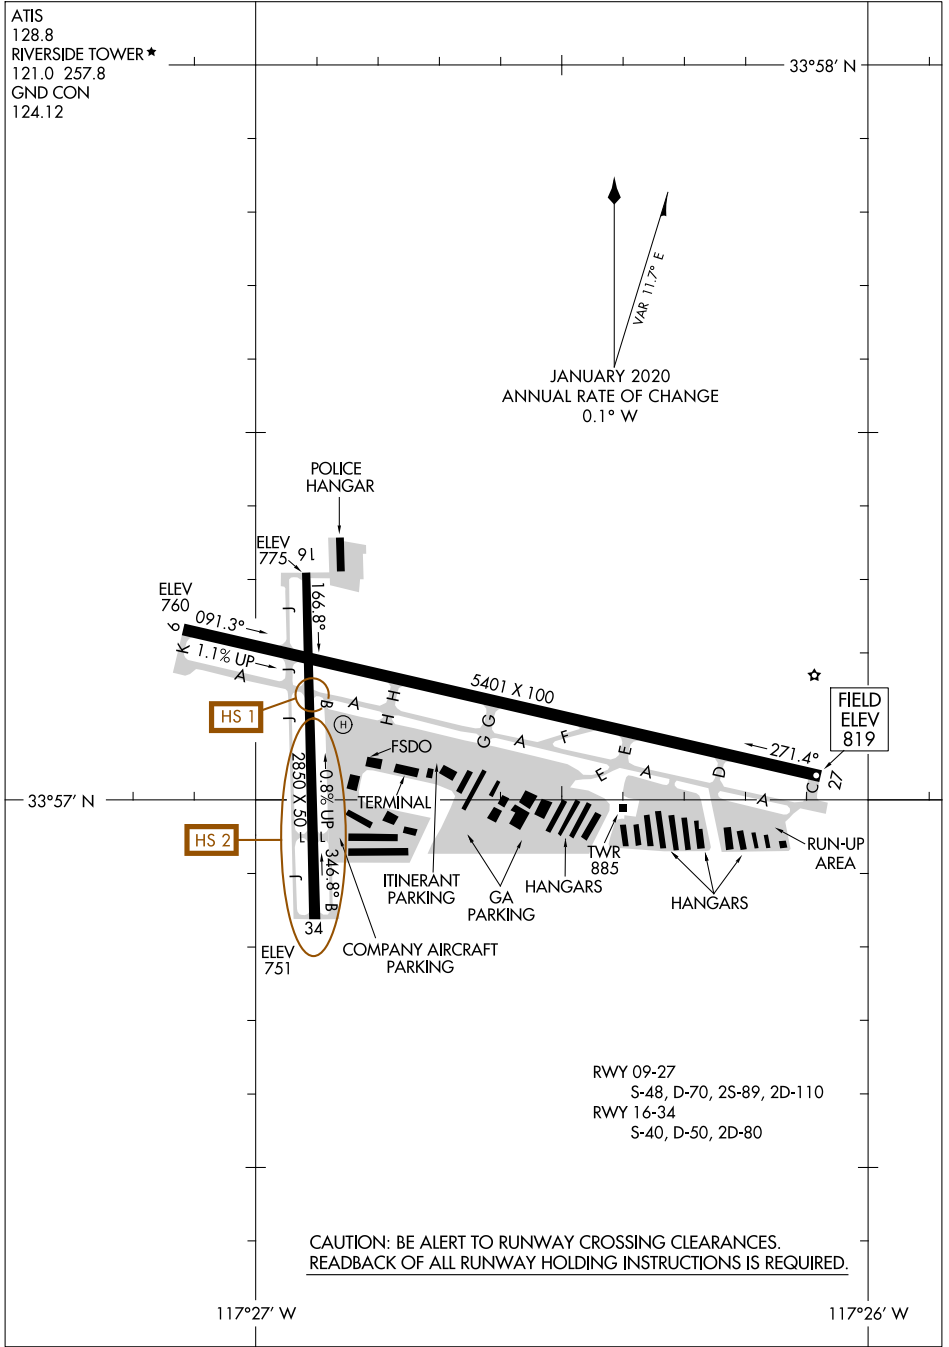 ATIS
128.8
RIVERSIDE TOWER ★
121.0 257.8
GND CON
124.12
33°58′ N
VAR 11.7° E
JANUARY 2020
ANNUAL RATE OF CHANGE
0.1° W
POLICE
HANGAR
ELEV
775
16
166.8°
ELEV
760
9
091.3°
1.1% UP
K
A
J
J
J
J
HS 1
B
A
H
H
H
G
G
A
F
E
E
A
D
A
C
5401 X 100
271.4°
27
FIELD
ELEV
819
FSDO
TERMINAL
33°57′ N
2850 X 50
0.8% UP
L
346.8°
B
HS 2
34
ELEV
751
ITINERANT
PARKING
GA
PARKING
HANGARS
TWR
885
HANGARS
RUN-UP
AREA
COMPANY AIRCRAFT
PARKING
RWY 09-27
S-48, D-70, 2S-89, 2D-110
RWY 16-34
S-40, D-50, 2D-80
CAUTION: BE ALERT TO RUNWAY CROSSING CLEARANCES.
READBACK OF ALL RUNWAY HOLDING INSTRUCTIONS IS REQUIRED.
117°27′ W
117°26′ W